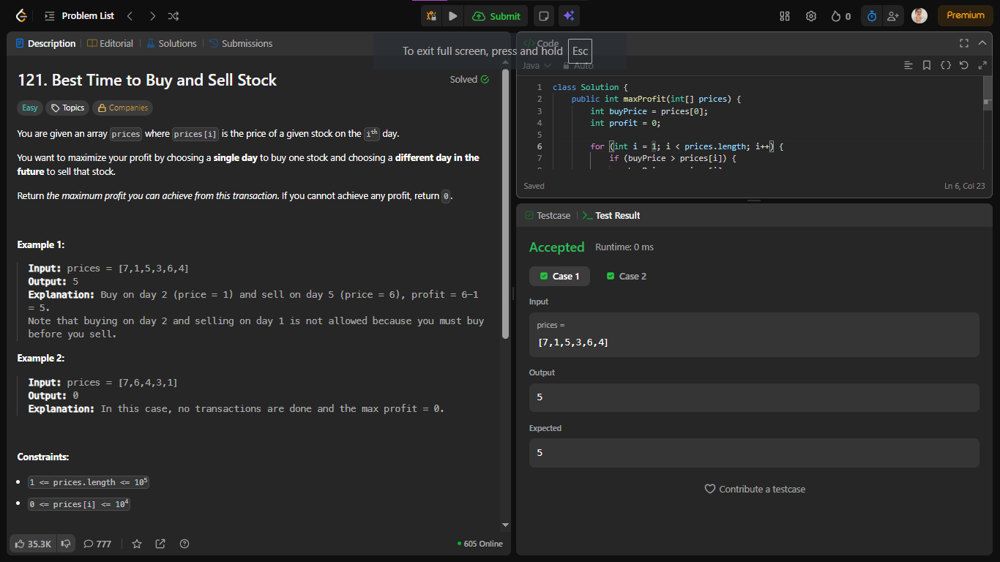 Problem List
Submit
0
Premium
Description
Editorial
Solutions
Submissions
To exit full screen, press and hold Esc
121. Best Time to Buy and Sell Stock
Solved
Easy
Topics
Companies
You are given an array prices where prices[i] is the price of a given stock on the ith day.
You want to maximize your profit by choosing a single day to buy one stock and choosing a different day in the
future to sell that stock.
Return the maximum profit you can achieve from this transaction. If you cannot achieve any profit, return 0.
Example 1:
Input: prices = [7,1,5,3,6,4]
Output: 5
Explanation: Buy on day 2 (price = 1) and sell on day 5 (price = 6), profit = 6-1
= 5.
Note that buying on day 2 and selling on day 1 is not allowed because you must buy
before you sell.
Example 2:
Input: prices = [7,6,4,3,1]
Output: 0
Explanation: In this case, no transactions are done and the max profit = 0.
Constraints:
1 <= prices.length <= 10⁵
0 <= prices[i] <= 10⁴
35.3K
777
605 Online
Code
Java
Auto
1 class Solution {
2 public int maxProfit(int[] prices) {
3 int buyPrice = prices[0];
4 int profit = 0;
5
6 for (int i = 1; i < prices.length; i++) {
7 if (buyPrice > prices[i]) {
Saved
Ln 6, Col 23
Testcase
Test Result
Accepted
Runtime: 0 ms
Case 1
Case 2
Input
prices =
[7,1,5,3,6,4]
Output
5
Expected
5
Contribute a testcase